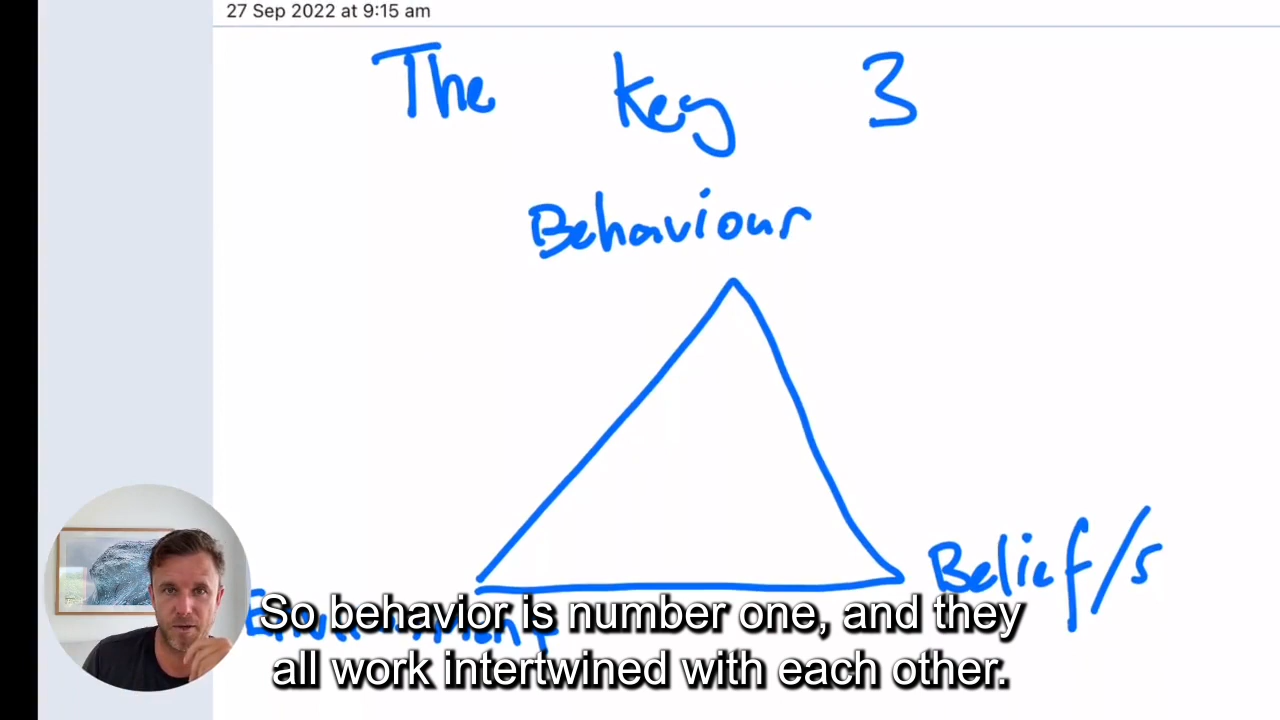 27 Sep 2022 at 9:15 am
The Key 3
Behaviour
Belief/s
Environment
So behavior is number one, and they
all work intertwined with each other.